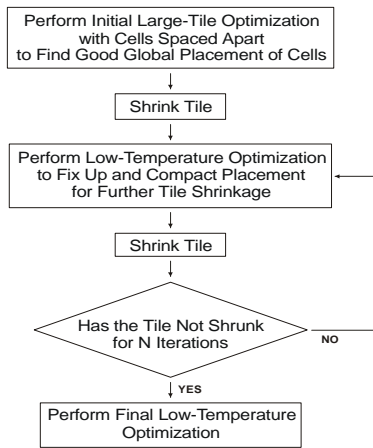 Perform Initial Large-Tile Optimization
with Cells Spaced Apart
to Find Good Global Placement of Cells
Shrink Tile
Perform Low-Temperature Optimization
to Fix Up and Compact Placement
for Further Tile Shrinkage
Shrink Tile
Has the Tile Not Shrunk
for N Iterations
NO
YES
Perform Final Low-Temperature
Optimization